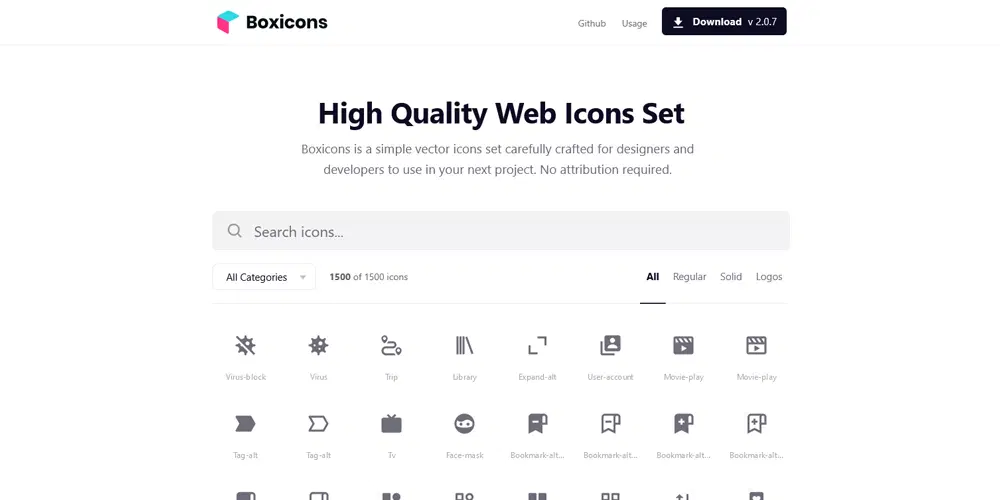 Boxicons
Github
Usage
Download v 2.0.7
High Quality Web Icons Set
Boxicons is a simple vector icons set carefully crafted for designers and
developers to use in your next project. No attribution required.
Search icons...
All Categories
1500 of 1500 icons
All
Regular
Solid
Logos
Virus-block
Virus
Trip
Library
Expand-alt
User-account
Movie-play
Movie-play
Tag-alt
Tag-alt
Tv
Face-mask
Bookmark-alt...
Bookmark-alt...
Bookmark-alt...
Bookmark-alt...